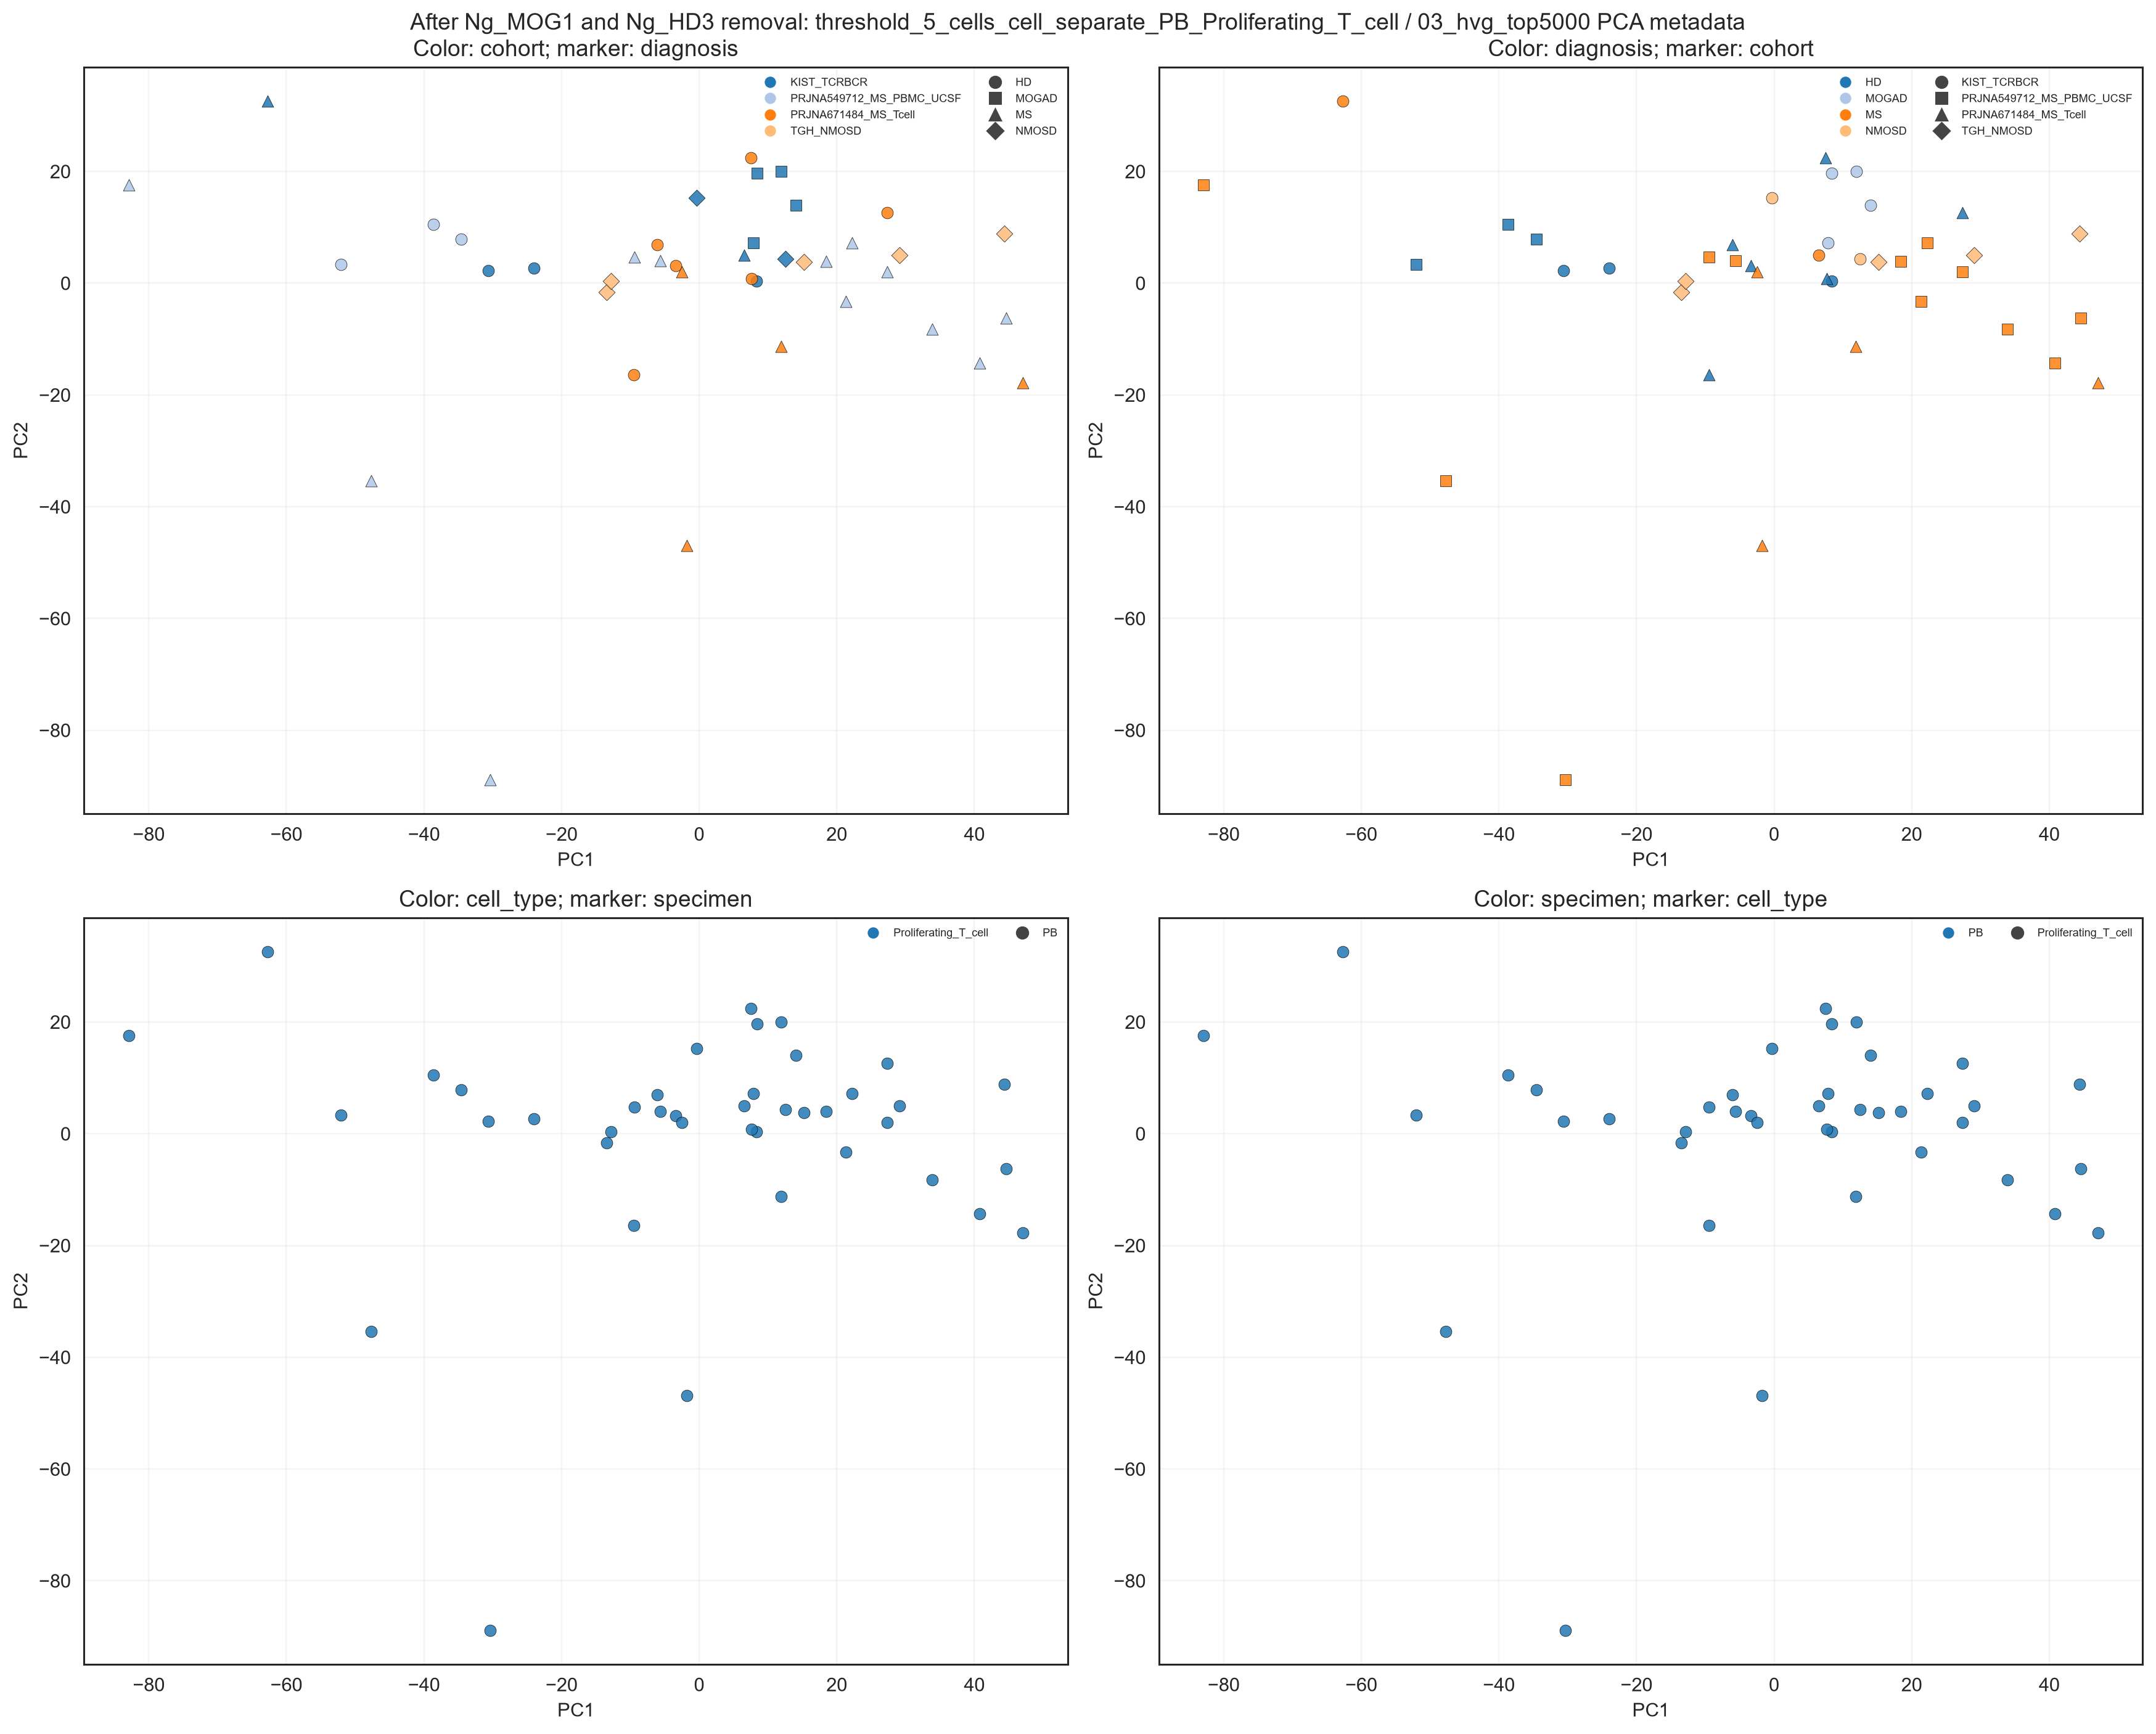 After Ng_MOG1 and Ng_HD3 removal: threshold_5_cells_cell_separate_PB_Proliferating_T_cell / 03_hvg_top5000 PCA metadata
Color: cohort; marker: diagnosis
KIST_TCRBCR
PRJNA549712_MS_PBMC_UCSF
PRJNA671484_MS_Tcell
TGH_NMOSD
HD
MOGAD
MS
NMOSD
20
0
−20
−40
−60
−80
PC2
−80 −60 −40 −20 0 20 40
PC1
Color: diagnosis; marker: cohort
HD
MOGAD
MS
NMOSD
KIST_TCRBCR
PRJNA549712_MS_PBMC_UCSF
PRJNA671484_MS_Tcell
TGH_NMOSD
20
0
−20
−40
−60
−80
PC2
−80 −60 −40 −20 0 20 40
PC1
Color: cell_type; marker: specimen
Proliferating_T_cell
PB
20
0
−20
−40
−60
−80
PC2
−80 −60 −40 −20 0 20 40
PC1
Color: specimen; marker: cell_type
PB
Proliferating_T_cell
20
0
−20
−40
−60
−80
PC2
−80 −60 −40 −20 0 20 40
PC1